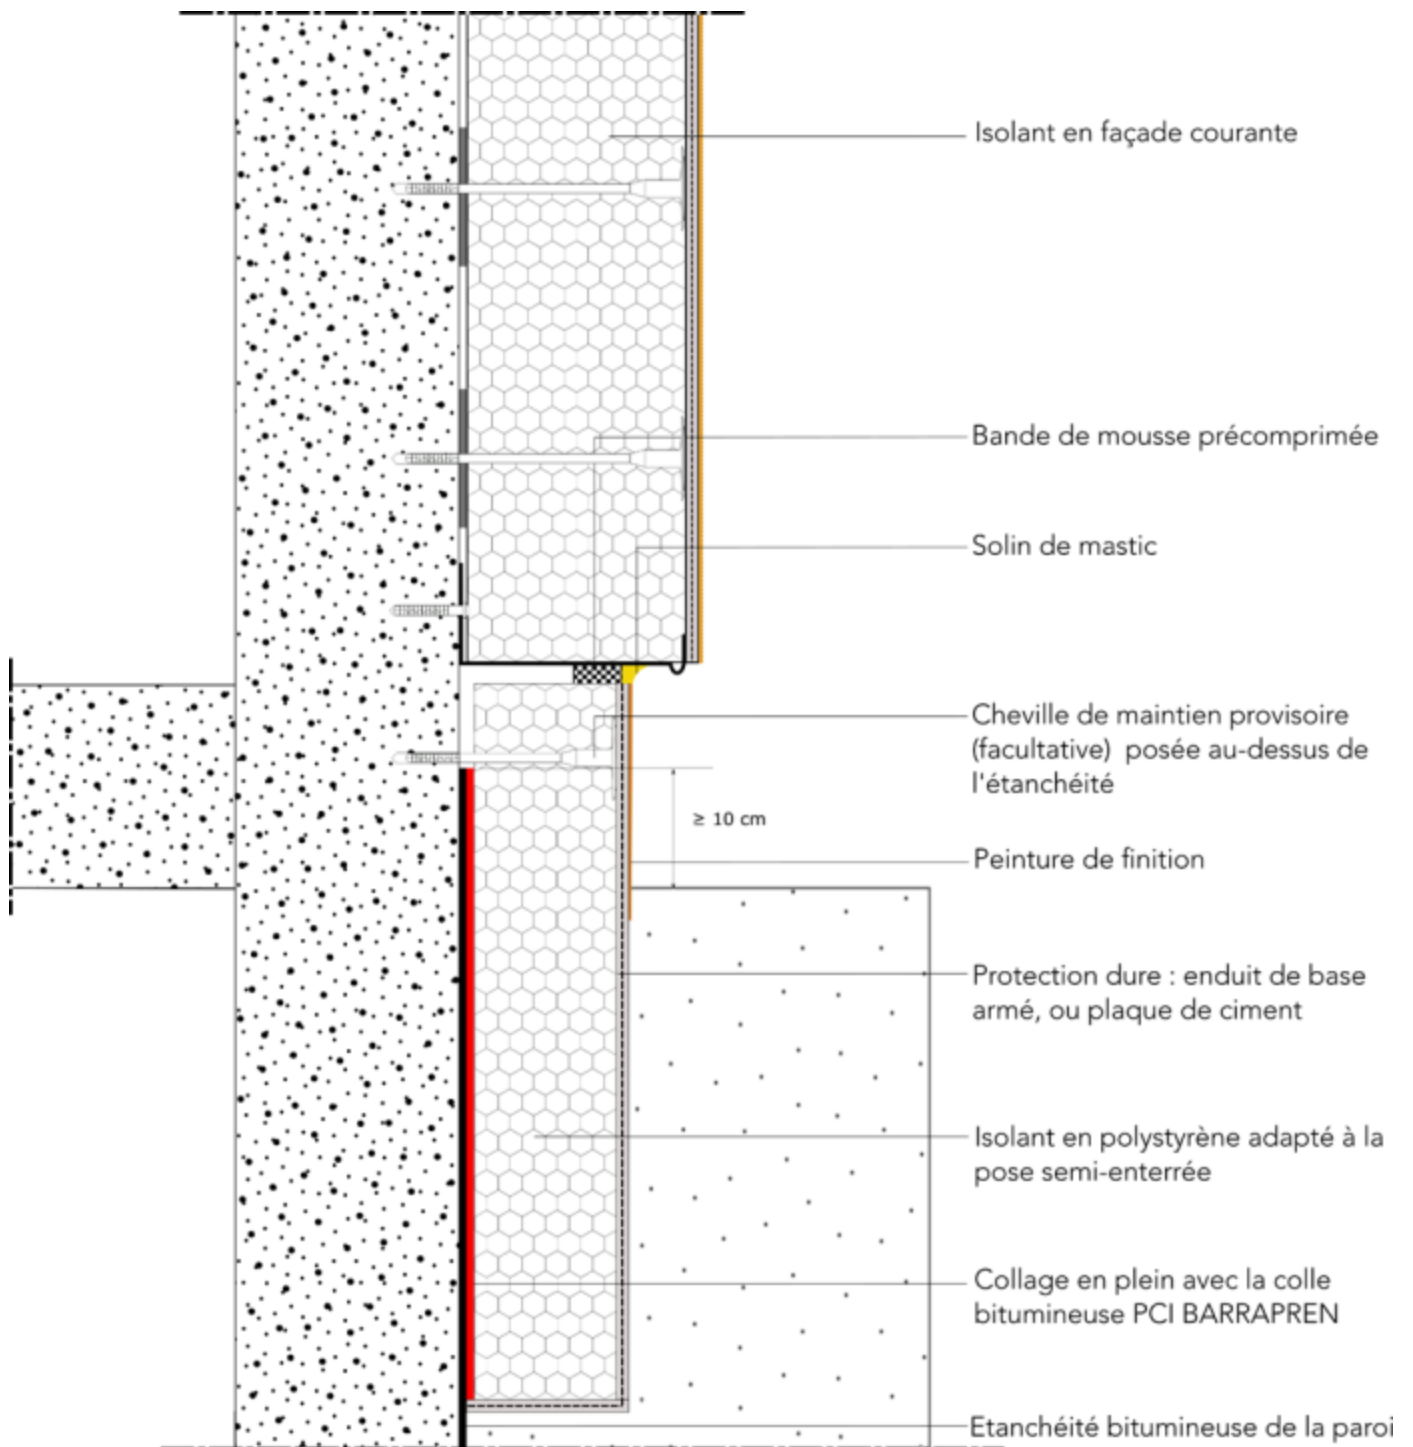 Isolant en façade courante
Bande de mousse précomprimée
Solin de mastic
Cheville de maintien provisoire
(facultative) posée au-dessus de
l'étanchéité
≥ 10 cm
Peinture de finition
Protection dure : enduit de base
armé, ou plaque de ciment
Isolant en polystyrène adapté à la
pose semi-enterrée
Collage en plein avec la colle
bitumineuse PCI BARRAPREN
Etanchéité bitumineuse de la paroi